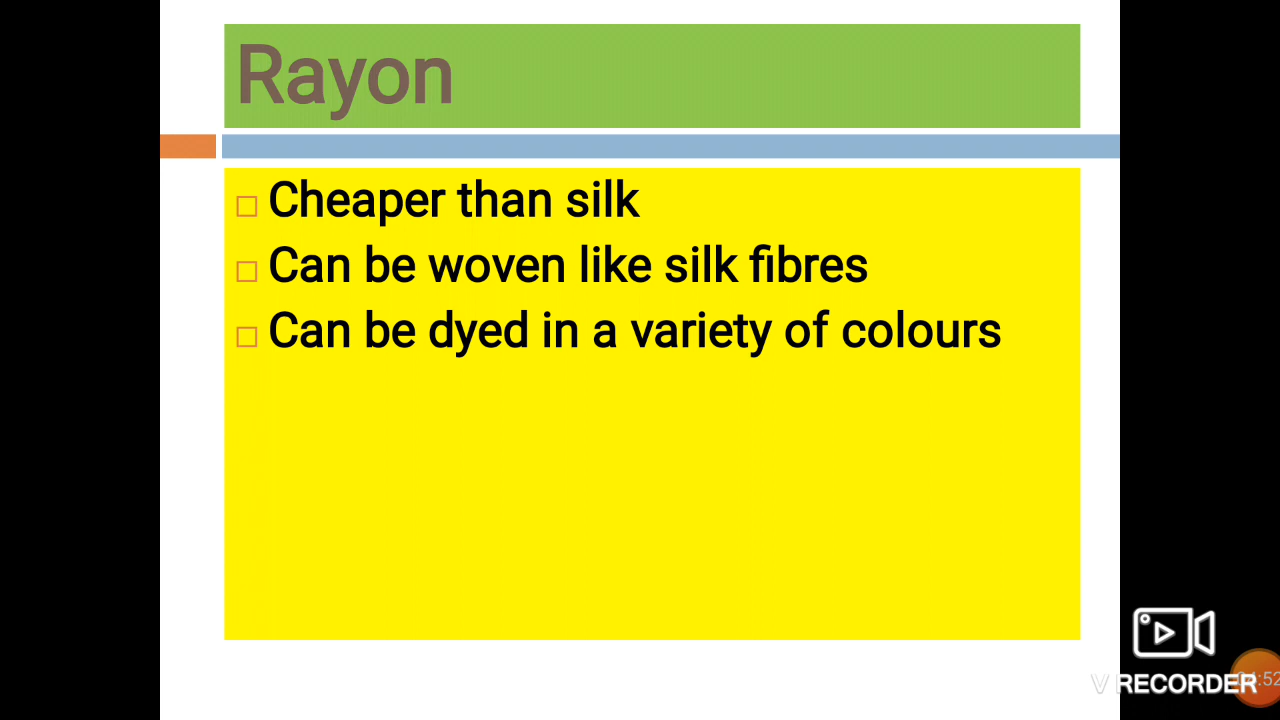 Rayon
Cheaper than silk
Can be woven like silk fibres
Can be dyed in a variety of colours
V RECORDER